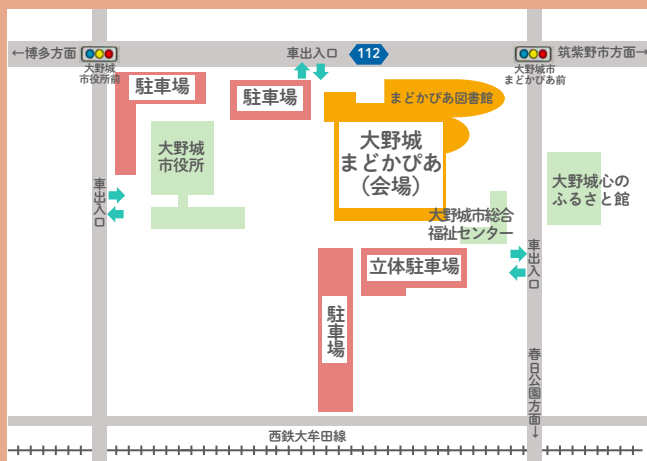 ←博多方面
車出入口
112
筑紫野市方面→
大野城
市役所前
大野城市
まどかぴあ前
駐車場
駐車場
まどかぴあ図書館
大野城
まどかぴあ
（会場）
大野城
市役所
車出入口
大野城心の
ふるさと館
大野城市総合
福祉センター
車出入口
立体駐車場
駐車場
春日公園方面→
西鉄大牟田線